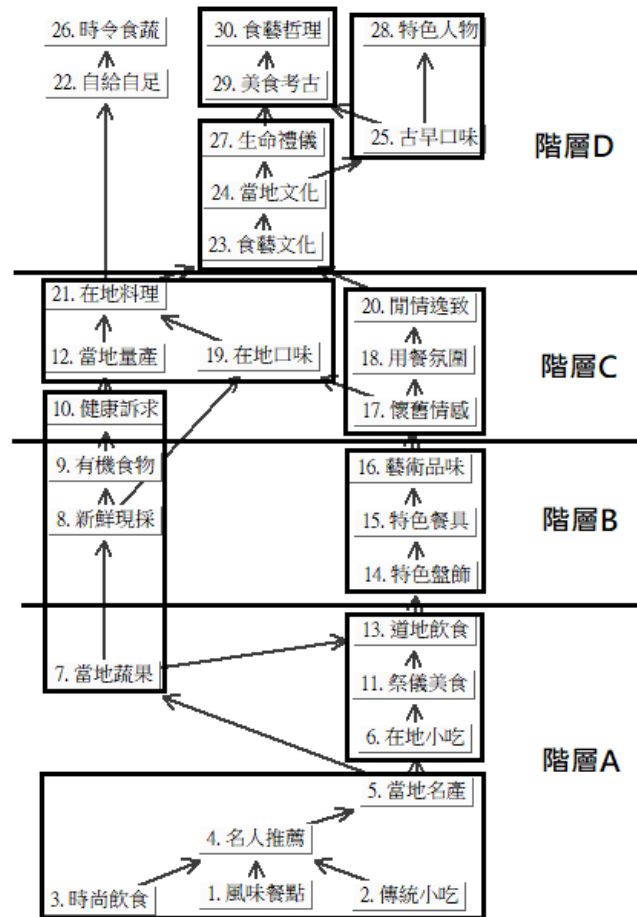 26. 時令食蔬
30. 食藝哲理
28. 特色人物
22. 自給自足
29. 美食考古
27. 生命禮儀
25. 古早口味
階層D
24. 當地文化
23. 食藝文化
21. 在地料理
20. 閒情逸致
12. 當地量產
19. 在地口味
18. 用餐氛圍
階層C
10. 健康訴求
17. 懷舊情感
9. 有機食物
16. 藝術品味
8. 新鮮現採
15. 特色餐具
階層B
14. 特色盤飾
13. 道地飲食
7. 當地蔬果
11. 祭儀美食
6. 在地小吃
階層A
5. 當地名產
4. 名人推薦
3. 時尚飲食
1. 風味餐點
2. 傳統小吃